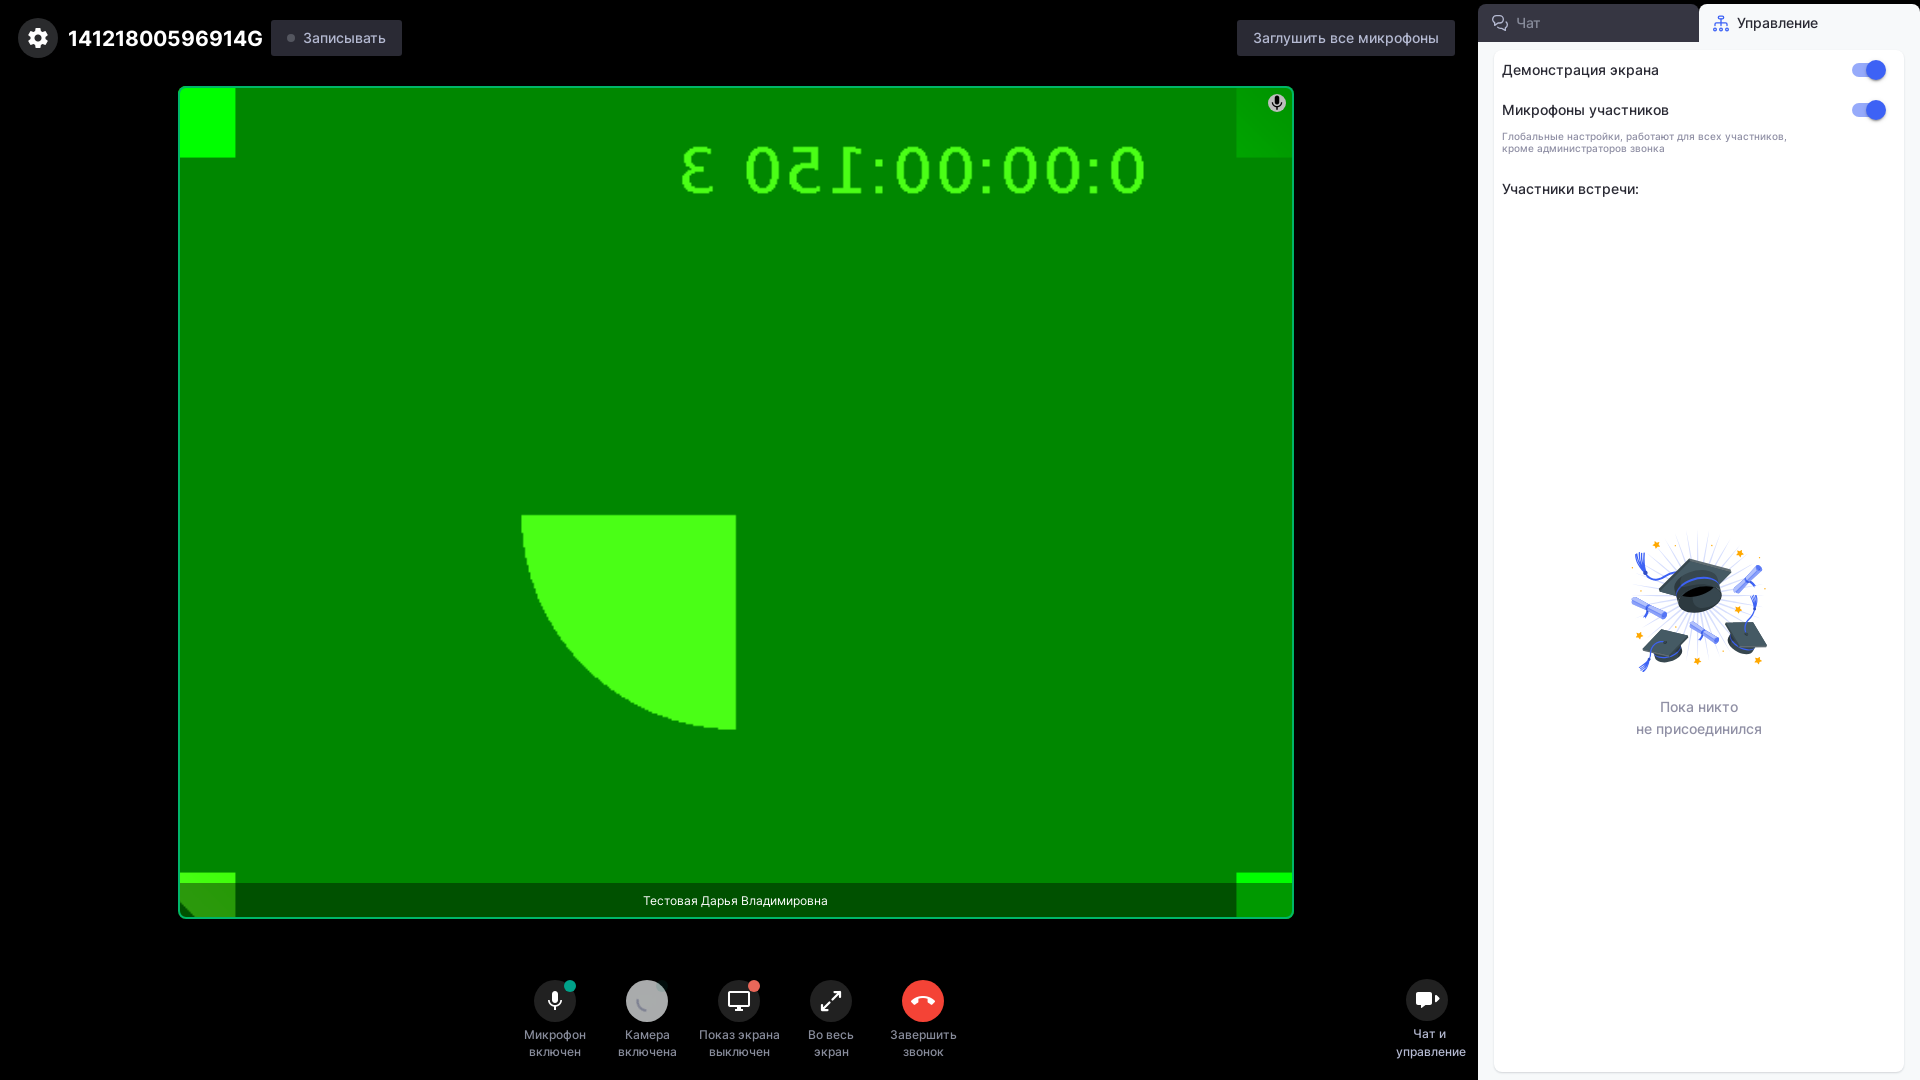 14121800596914G
Записывать
Заглушить все микрофоны
Чат
Управление
Демонстрация экрана
Микрофоны участников
Глобальные настройки, работают для всех участников,
кроме администраторов звонка
Участники встречи:
0:00:00:150 3
Пока никто
не присоединился
Тестовая Дарья Владимировна
Микрофон
включен
Камера
включена
Показ экрана
выключен
Во весь
экран
Завершить
звонок
Чат и
управление